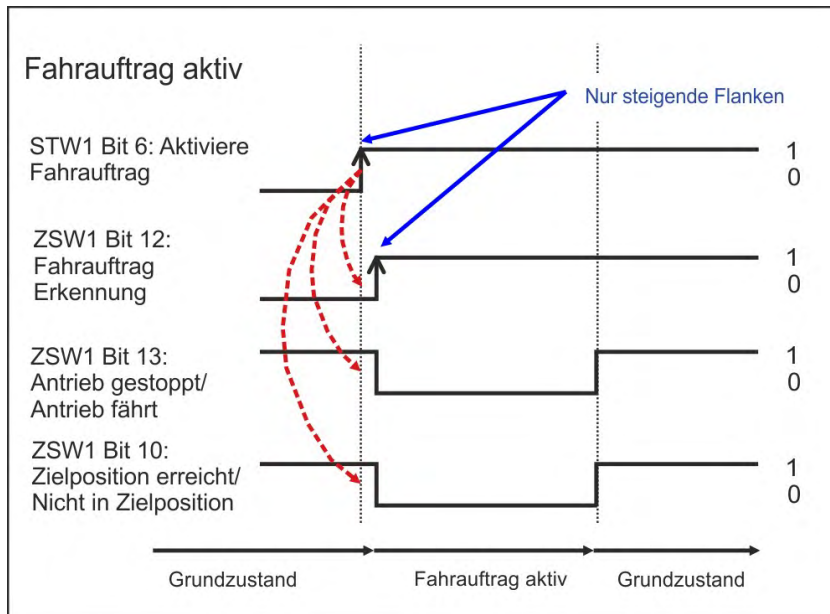 Fahrauftrag aktiv
Nur steigende Flanken
STW1 Bit 6: Aktiviere
Fahrauftrag
1
0
ZSW1 Bit 12:
Fahrauftrag
Erkennung
1
0
ZSW1 Bit 13:
Antrieb gestoppt/
Antrieb fährt
1
0
ZSW1 Bit 10:
Zielposition erreicht/
Nicht in Zielposition
1
0
Grundzustand
Fahrauftrag aktiv
Grundzustand